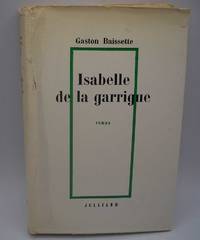 Gaston Baissette
Isabelle
de la garrigue
roman
JULLIARD